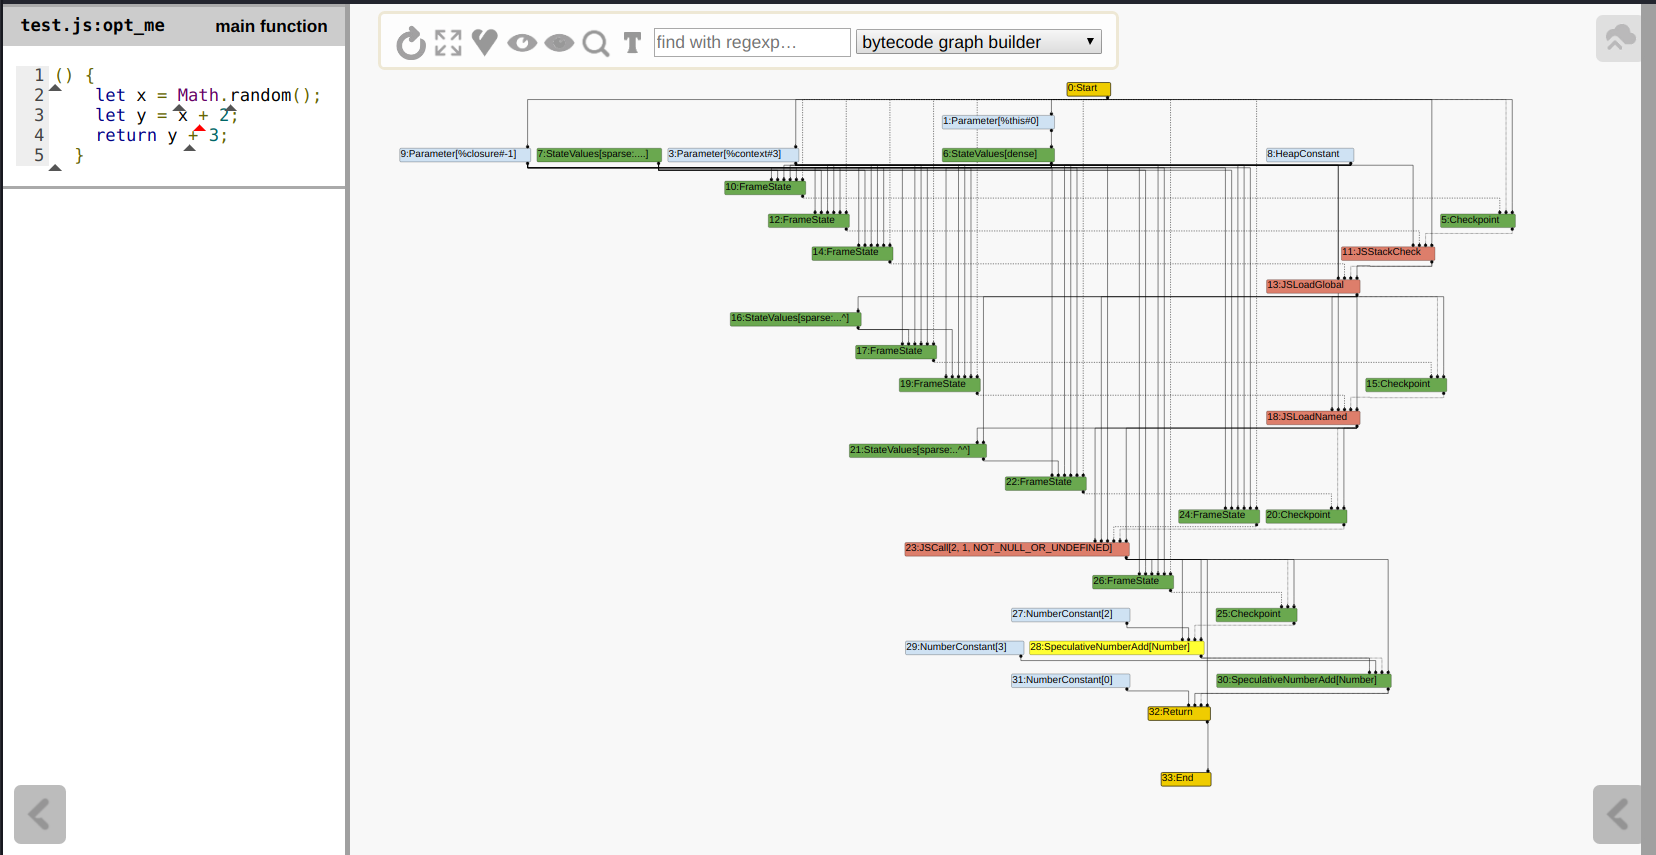 test.js:opt_me main function
1 () {
2 let x = Math.random();
3 let y = x + 2;
4 return y + 3;
5 }
T find with regexp... bytecode graph builder
0:Start
1:Parameter[%this#0]
9:Parameter[%closure#-1] 7:StateValues[sparse:....] 3:Parameter[%context#3] 6:StateValues[dense] 8:HeapConstant
10:FrameState
12:FrameState 5:Checkpoint
14:FrameState 11:JSStackCheck
13:JSLoadGlobal
16:StateValues[sparse:...^]
17:FrameState
19:FrameState 15:Checkpoint
18:JSLoadNamed
21:StateValues[sparse:..^^]
22:FrameState
24:FrameState 20:Checkpoint
23:JSCall[2, 1, NOT_NULL_OR_UNDEFINED]
26:FrameState
27:NumberConstant[2] 25:Checkpoint
29:NumberConstant[3] 28:SpeculativeNumberAdd[Number]
31:NumberConstant[0] 30:SpeculativeNumberAdd[Number]
32:Return
33:End